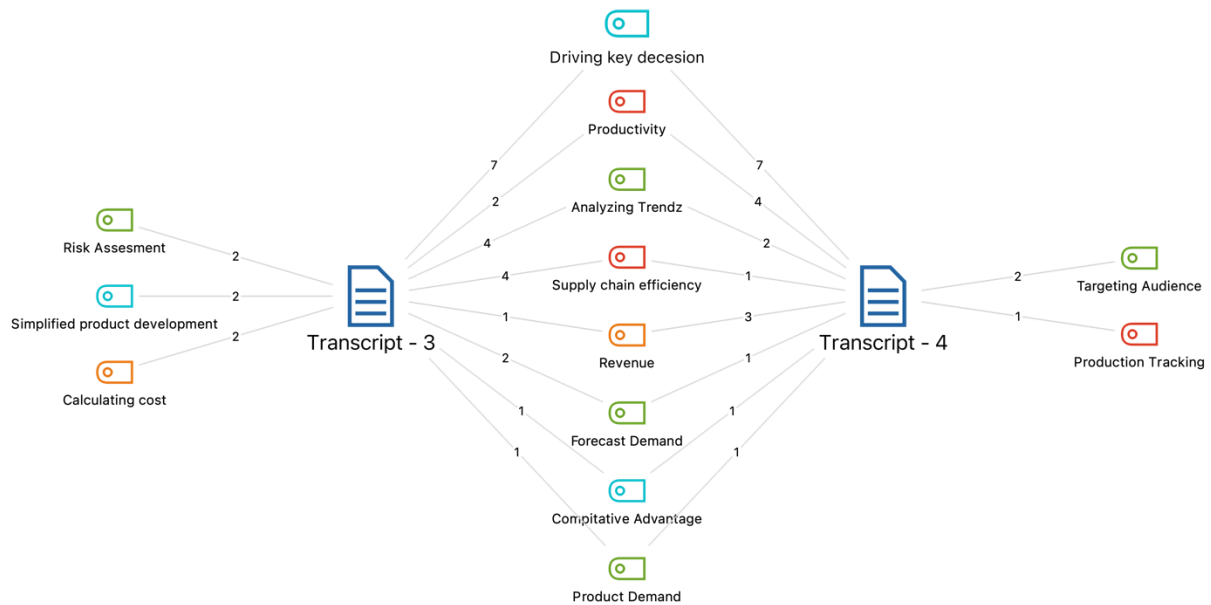 Driving key decesion
Productivity
7
7
2
4
Analyzing Trendz
4
2
Risk Assesment
2
Supply chain efficiency
4
1
2
Targeting Audience
Simplified product development
2
1
3
1
Production Tracking
Transcript - 3
Transcript - 4
2
Revenue
2
1
Calculating cost
1
1
Forecast Demand
1
1
Compitative Advantage
Product Demand